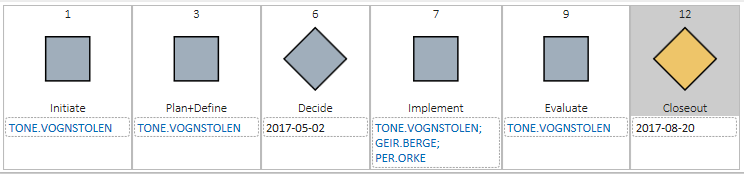 1 3 6 7 9 12
Initiate Plan+Define Decide Implement Evaluate Closeout
TONE.VOGNSTOLEN TONE.VOGNSTOLEN 2017-05-02 TONE.VOGNSTOLEN; TONE.VOGNSTOLEN 2017-08-20
GEIR.BERGE;
PER.ORKE